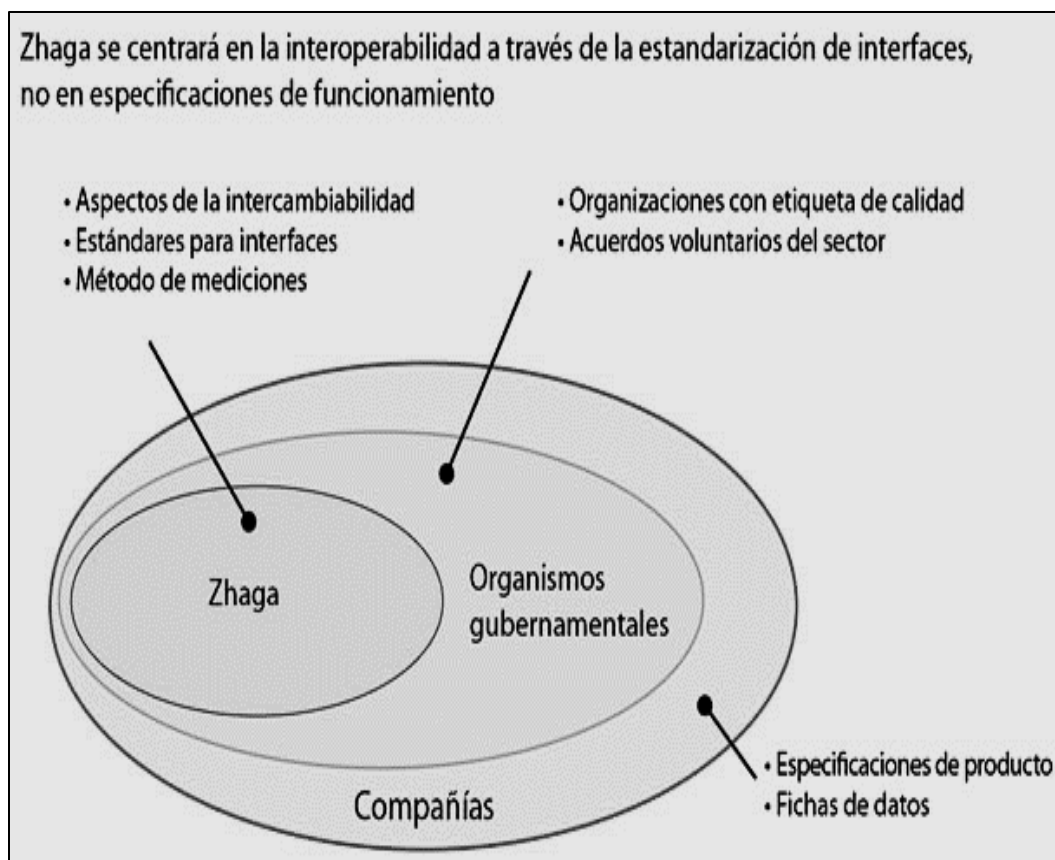 Zhaga se centrará en la interoperabilidad a través de la estandarización de interfaces,
no en especificaciones de funcionamiento
• Aspectos de la intercambiabilidad
• Estándares para interfaces
• Método de mediciones
• Organizaciones con etiqueta de calidad
• Acuerdos voluntarios del sector
Zhaga
Organismos
gubernamentales
Compañías
• Especificaciones de producto
• Fichas de datos